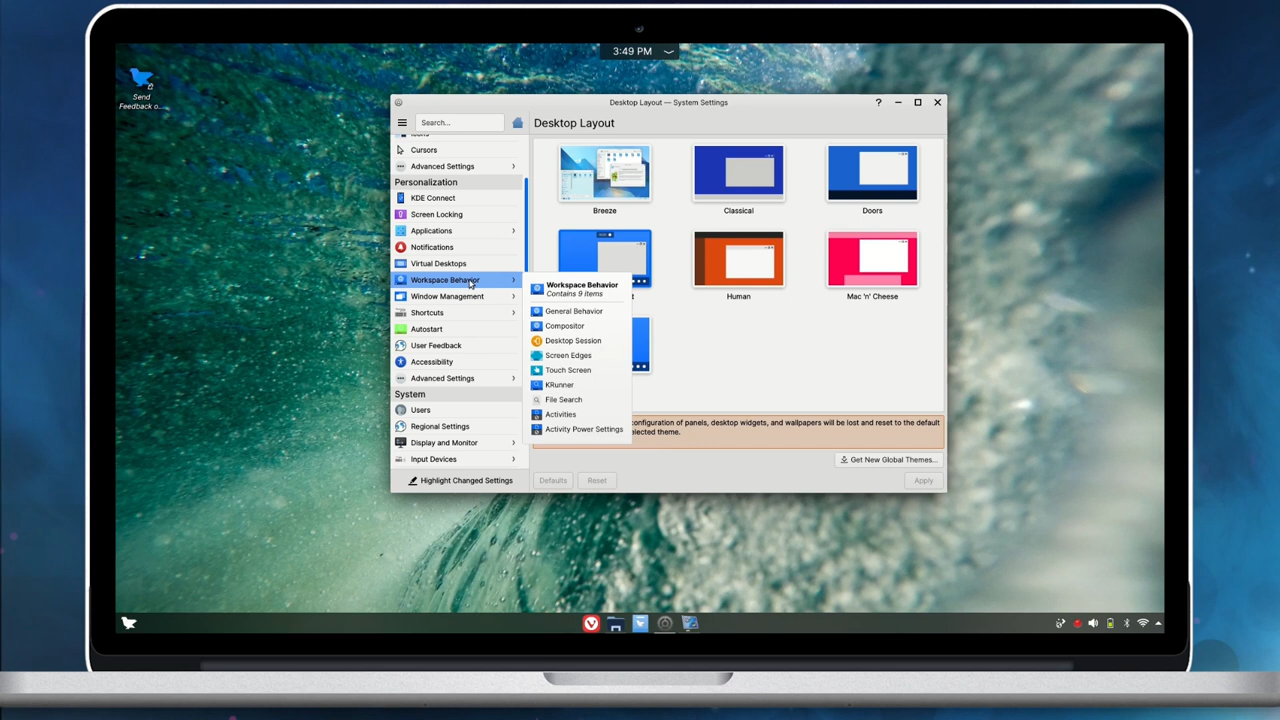 3:49 PM
Send
Feedback o...
Desktop Layout — System Settings
Search...
Desktop Layout
Cursors
Advanced Settings
Personalization
KDE Connect
Screen Locking
Applications
Notifications
Virtual Desktops
Workspace Behavior
Window Management
Shortcuts
Autostart
User Feedback
Accessibility
Advanced Settings
System
Users
Regional Settings
Display and Monitor
Input Devices
Highlight Changed Settings
Breeze
Classical
Doors
Human
Mac 'n' Cheese
Workspace Behavior
Contains 9 items
General Behavior
Compositor
Desktop Session
Screen Edges
Touch Screen
KRunner
File Search
Activities
Activity Power Settings
configuration of panels, desktop widgets, and wallpapers will be lost and reset to the default
selected theme.
Get New Global Themes...
Defaults
Reset
Apply